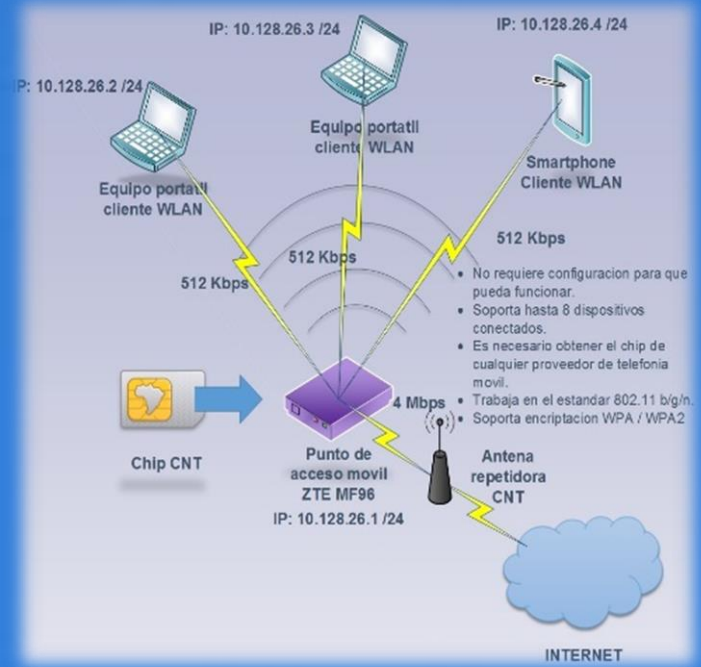 IP: 10.128.26.3 /24
IP: 10.128.26.4 /24
IP: 10.128.26.2 /24
Equipo portatil
cliente WLAN
Smartphone
Cliente WLAN
Equipo portatil
cliente WLAN
512 Kbps
512 Kbps
512 Kbps
• No requiere configuracion para que
pueda funcionar.
• Soporta hasta 8 dispositivos
conectados.
• Es necesario obtener el chip de
cualquier proveedor de telefonia
movil.
• Trabaja en el estandar 802.11 b/g/n.
• Soporta encriptacion WPA / WPA2
4 Mbps
Chip CNT
Punto de
acceso movil
ZTE MF96
IP: 10.128.26.1 /24
Antena
repetidora
CNT
INTERNET